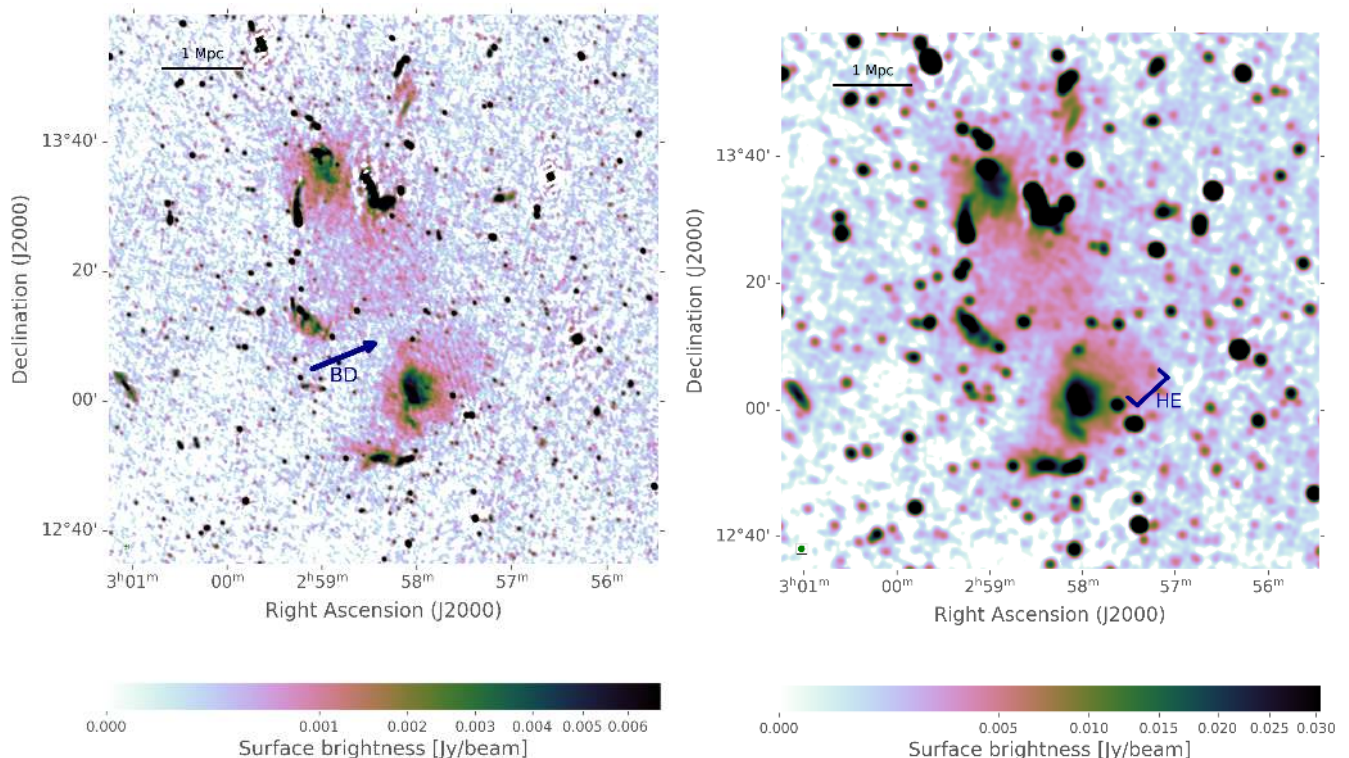 1 Mpc
13°40'
20'
00'
12°40'
BD
3ʰ01ᵐ 00ᵐ 2ʰ59ᵐ 58ᵐ 57ᵐ 56ᵐ
Right Ascension (J2000)
Declination (J2000)
0.000 0.001 0.002 0.003 0.004 0.005 0.006
Surface brightness [Jy/beam]
1 Mpc
13°40'
20'
00'
12°40'
HE
3ʰ01ᵐ 00ᵐ 2ʰ59ᵐ 58ᵐ 57ᵐ 56ᵐ
Right Ascension (J2000)
Declination (J2000)
0.000 0.005 0.010 0.015 0.020 0.025 0.030
Surface brightness [Jy/beam]